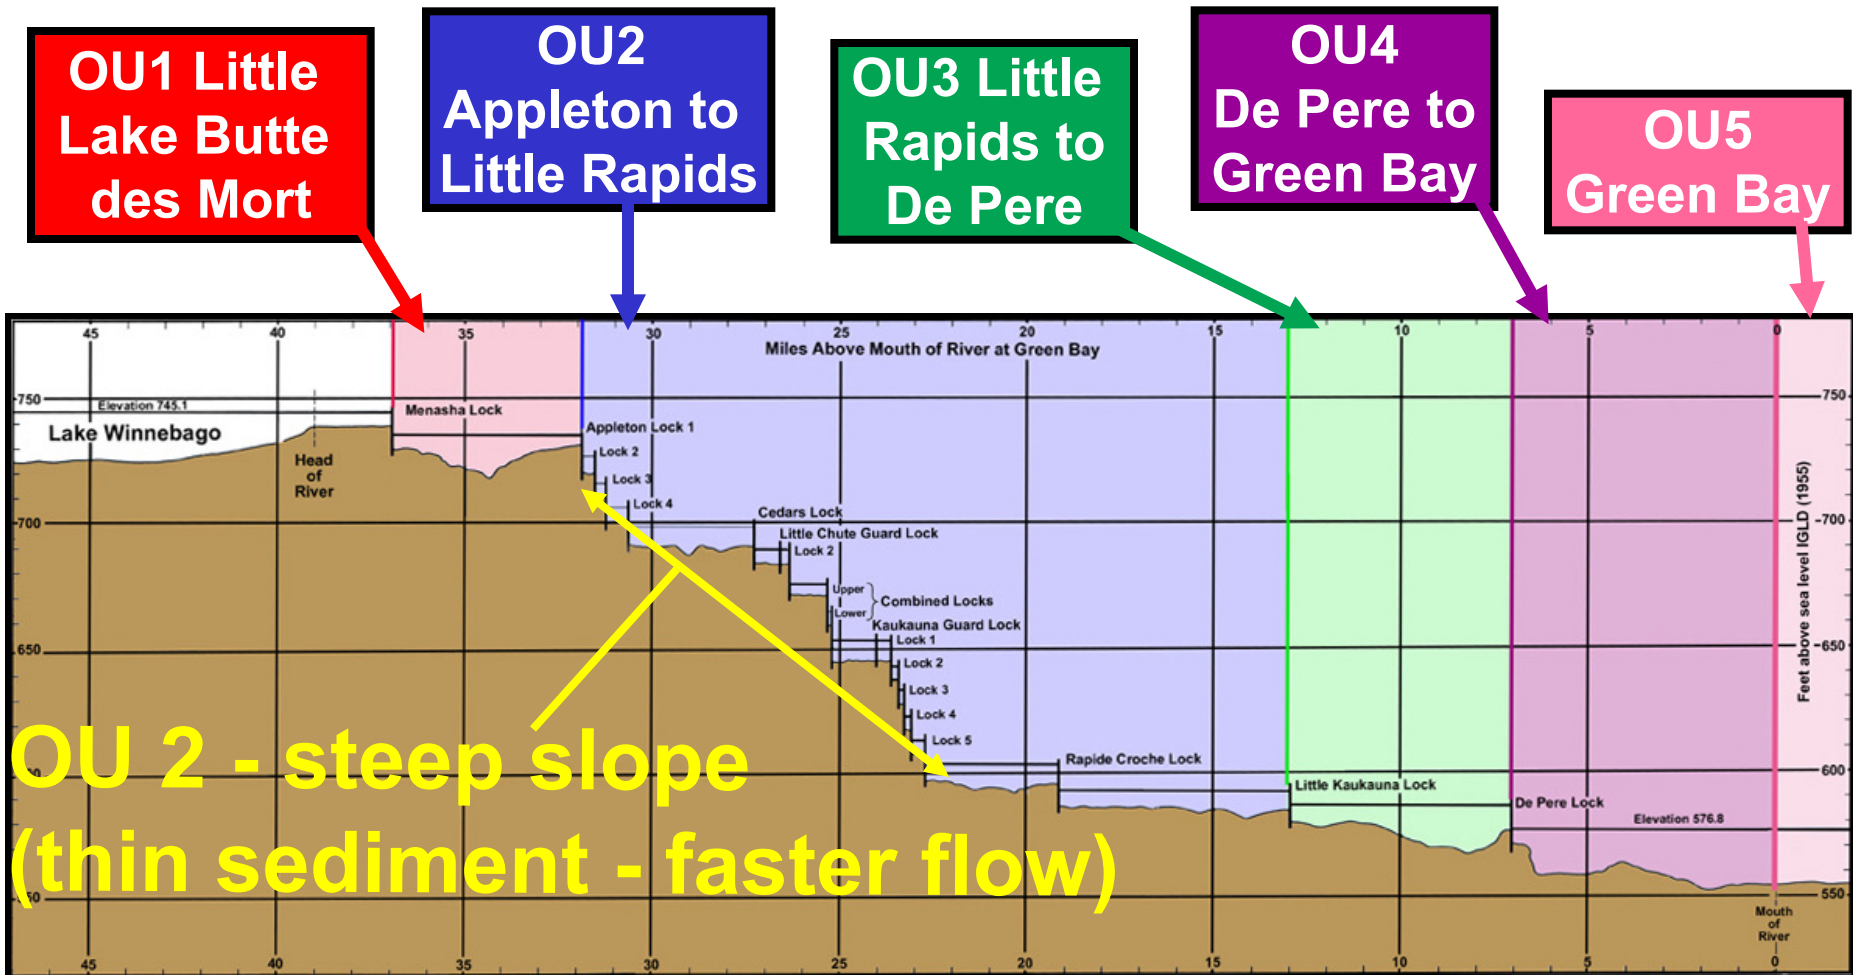 OU1 Little
Lake Butte
des Mort
OU2
Appleton to
Little Rapids
OU3 Little
Rapids to
De Pere
OU4
De Pere to
Green Bay
OU5
Green Bay
45 40 35 30 25 20 15 10 5 0
Miles Above Mouth of River at Green Bay
750 750
Elevation 745.1
Lake Winnebago
Head
of
River
Menasha Lock
Appleton Lock 1
Lock 2
Lock 3
Lock 4
700 700
Cedars Lock
Little Chute Guard Lock
Lock 2
Upper
Lower
Combined Locks
Kaukauna Guard Lock
Lock 1
650 650
Lock 2
Lock 3
Lock 4
Lock 5
Rapide Croche Lock
600
Little Kaukauna Lock
De Pere Lock
Elevation 576.8
Feet above sea level IGLD (1955)
OU 2 - steep slope
(thin sediment - faster flow)
550
Mouth
of
River
45 40 35 30 25 20 15 10 5 0